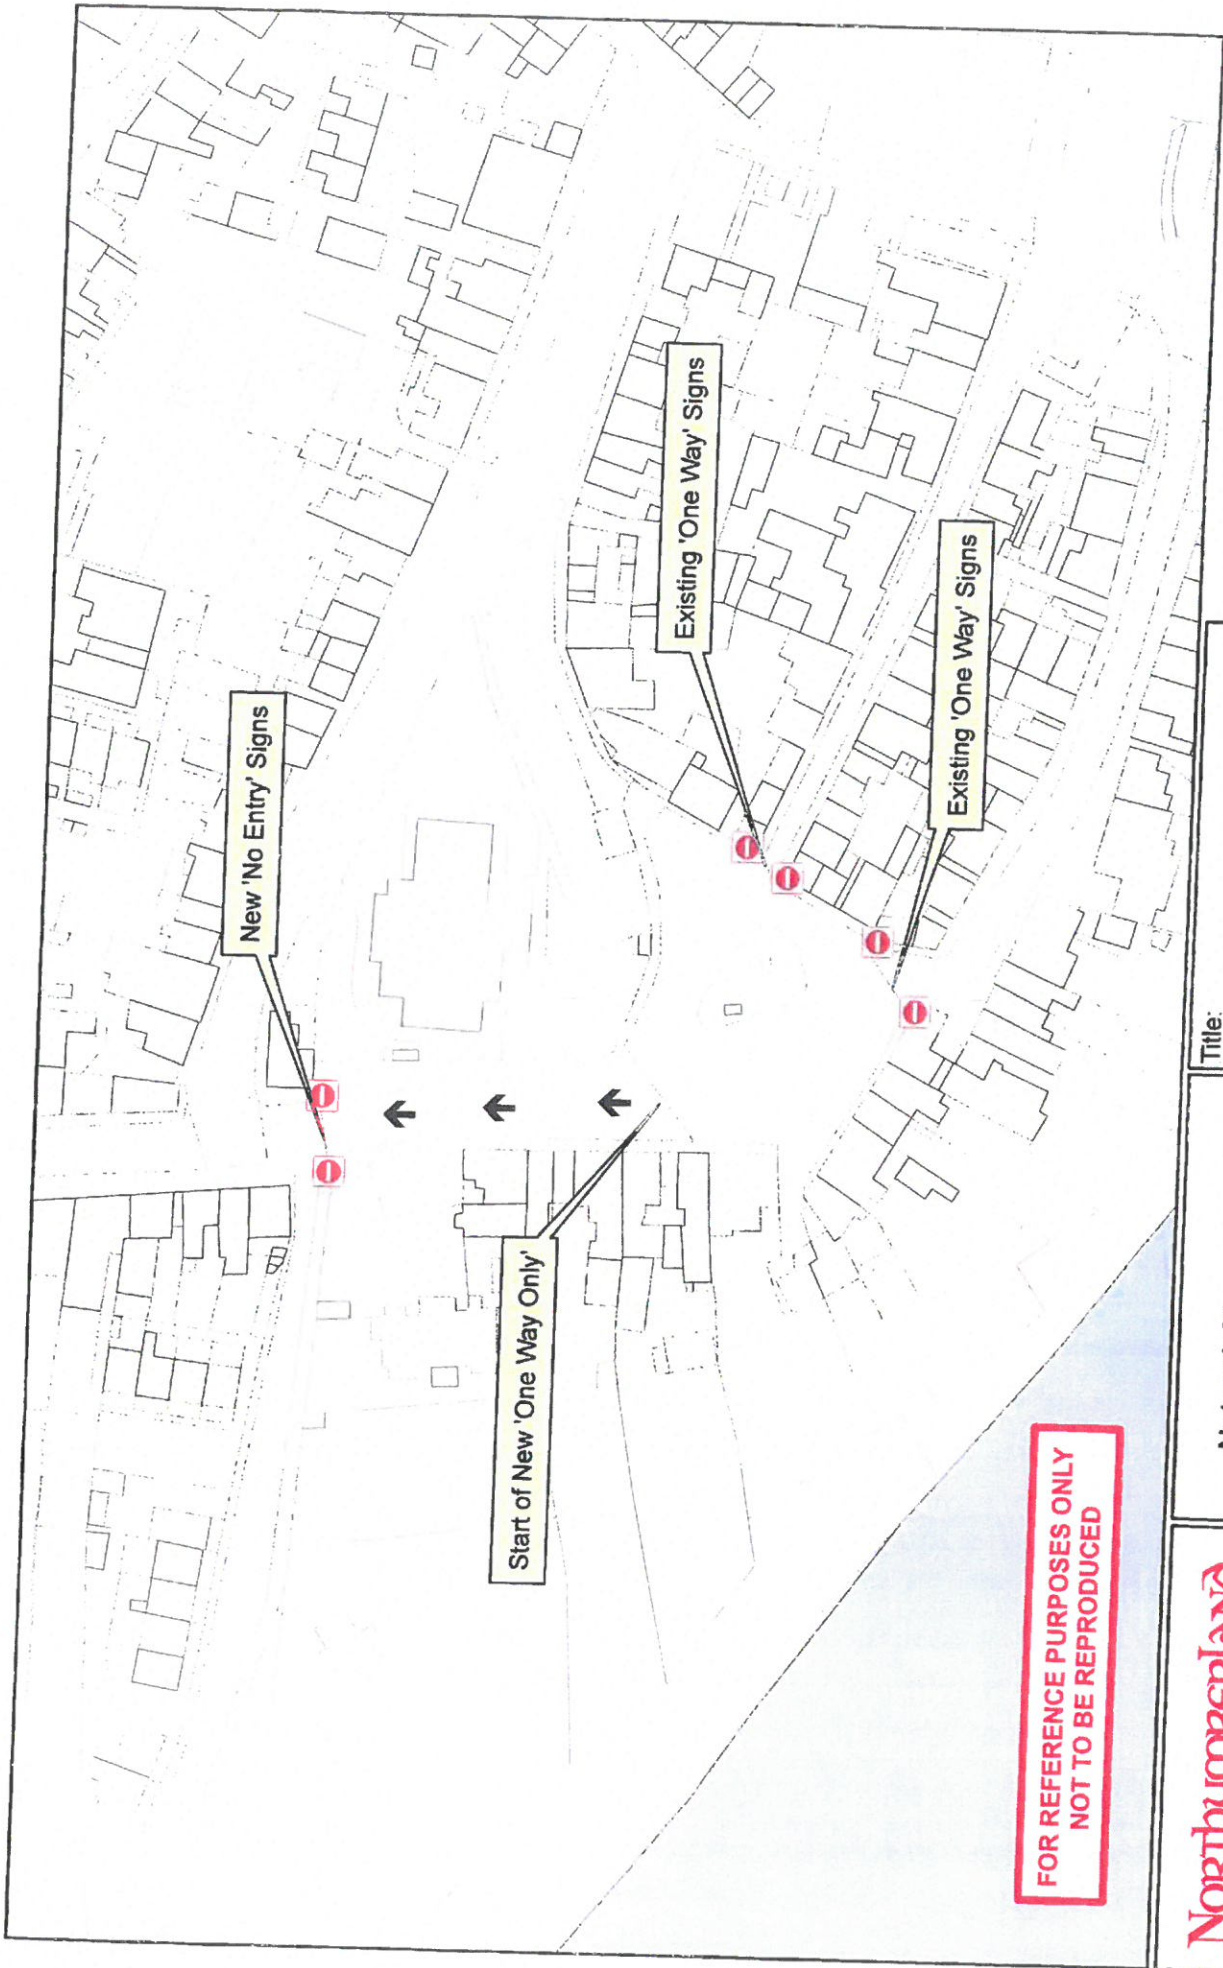 New 'No Entry' Signs
Existing 'One Way' Signs
Existing 'One Way' Signs
Start of New 'One Way Only'
FOR REFERENCE PURPOSES ONLY
NOT TO BE REPRODUCED
Northumberland
Title: